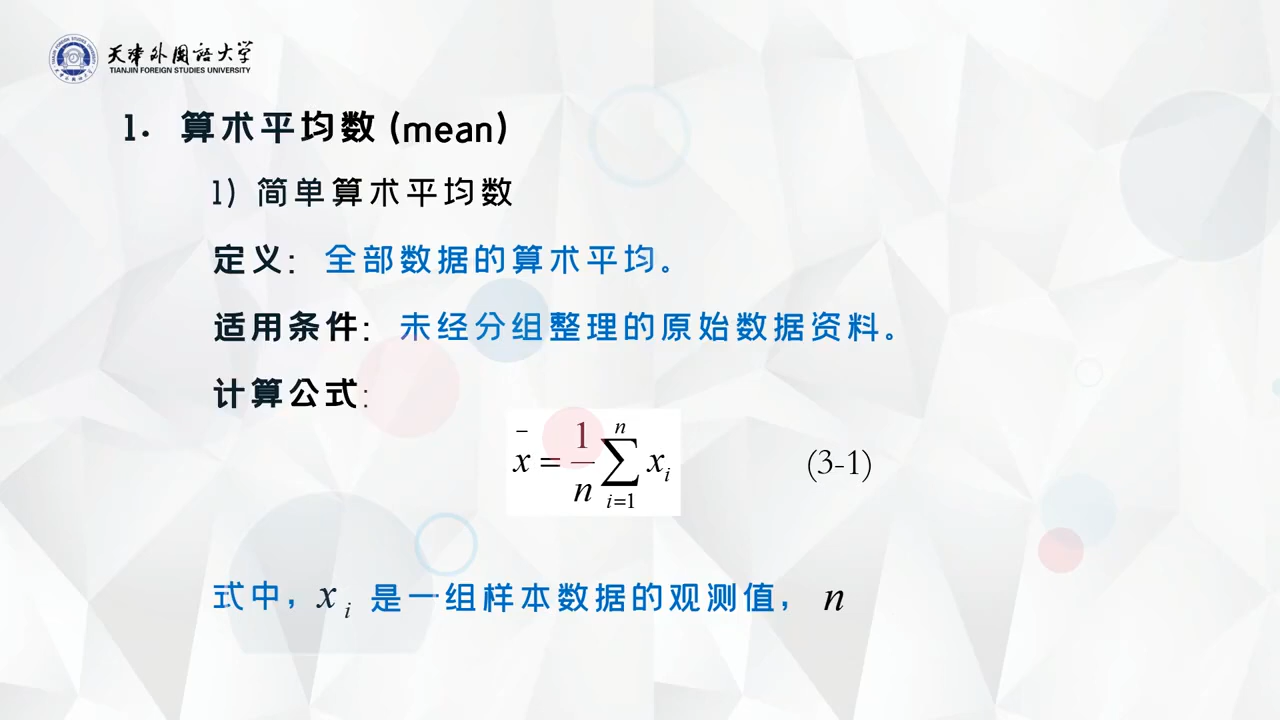 天津外国语大学
TIANJIN FOREIGN STUDIES UNIVERSITY
1. 算术平均数(mean)
1) 简单算术平均数
定义: 全部数据的算术平均。
适用条件: 未经分组整理的原始数据资料。
计算公式:
x̄ = 1/n ∑_{i=1}^{n} x_i (3-1)
式中, x_i 是一组样本数据的观测值, n